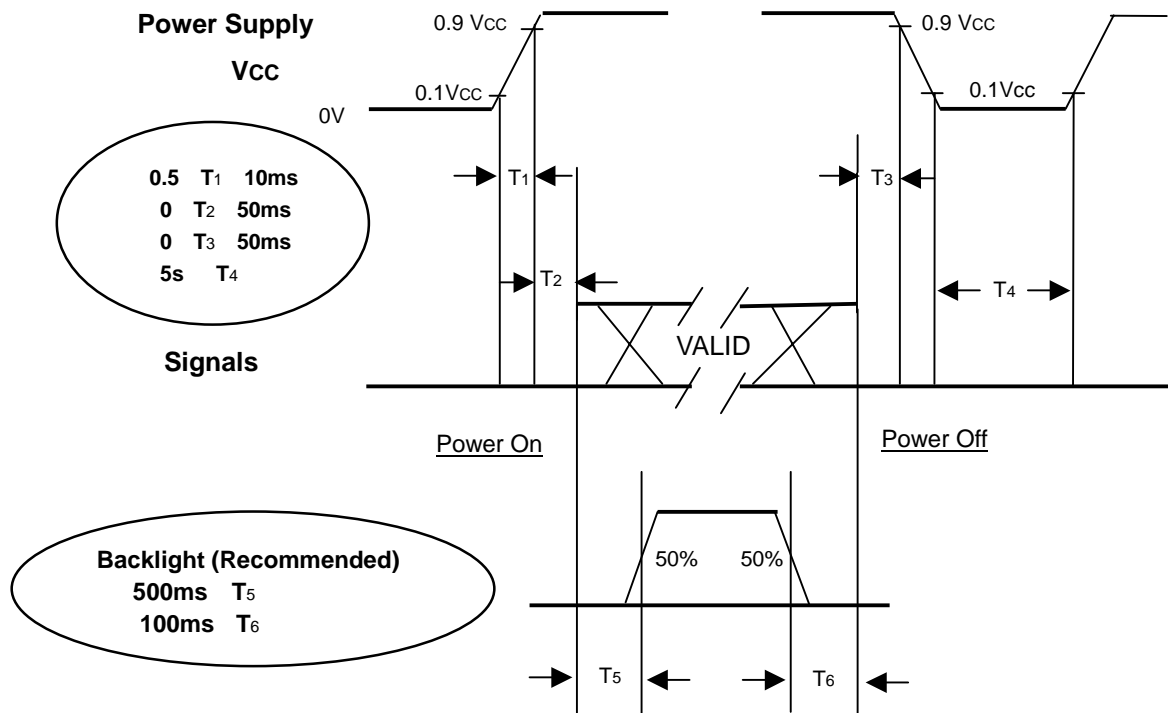 Power Supply
VCC
0.9 VCC
0.1VCC
0V
0.9 VCC
0.1Vcc
0.5 T1 10ms
0 T2 50ms
0 T3 50ms
5s T4
T1
T3
T2
T4
VALID
Signals
Power On
Power Off
Backlight (Recommended)
500ms T5
100ms T6
50%
50%
T5
T6